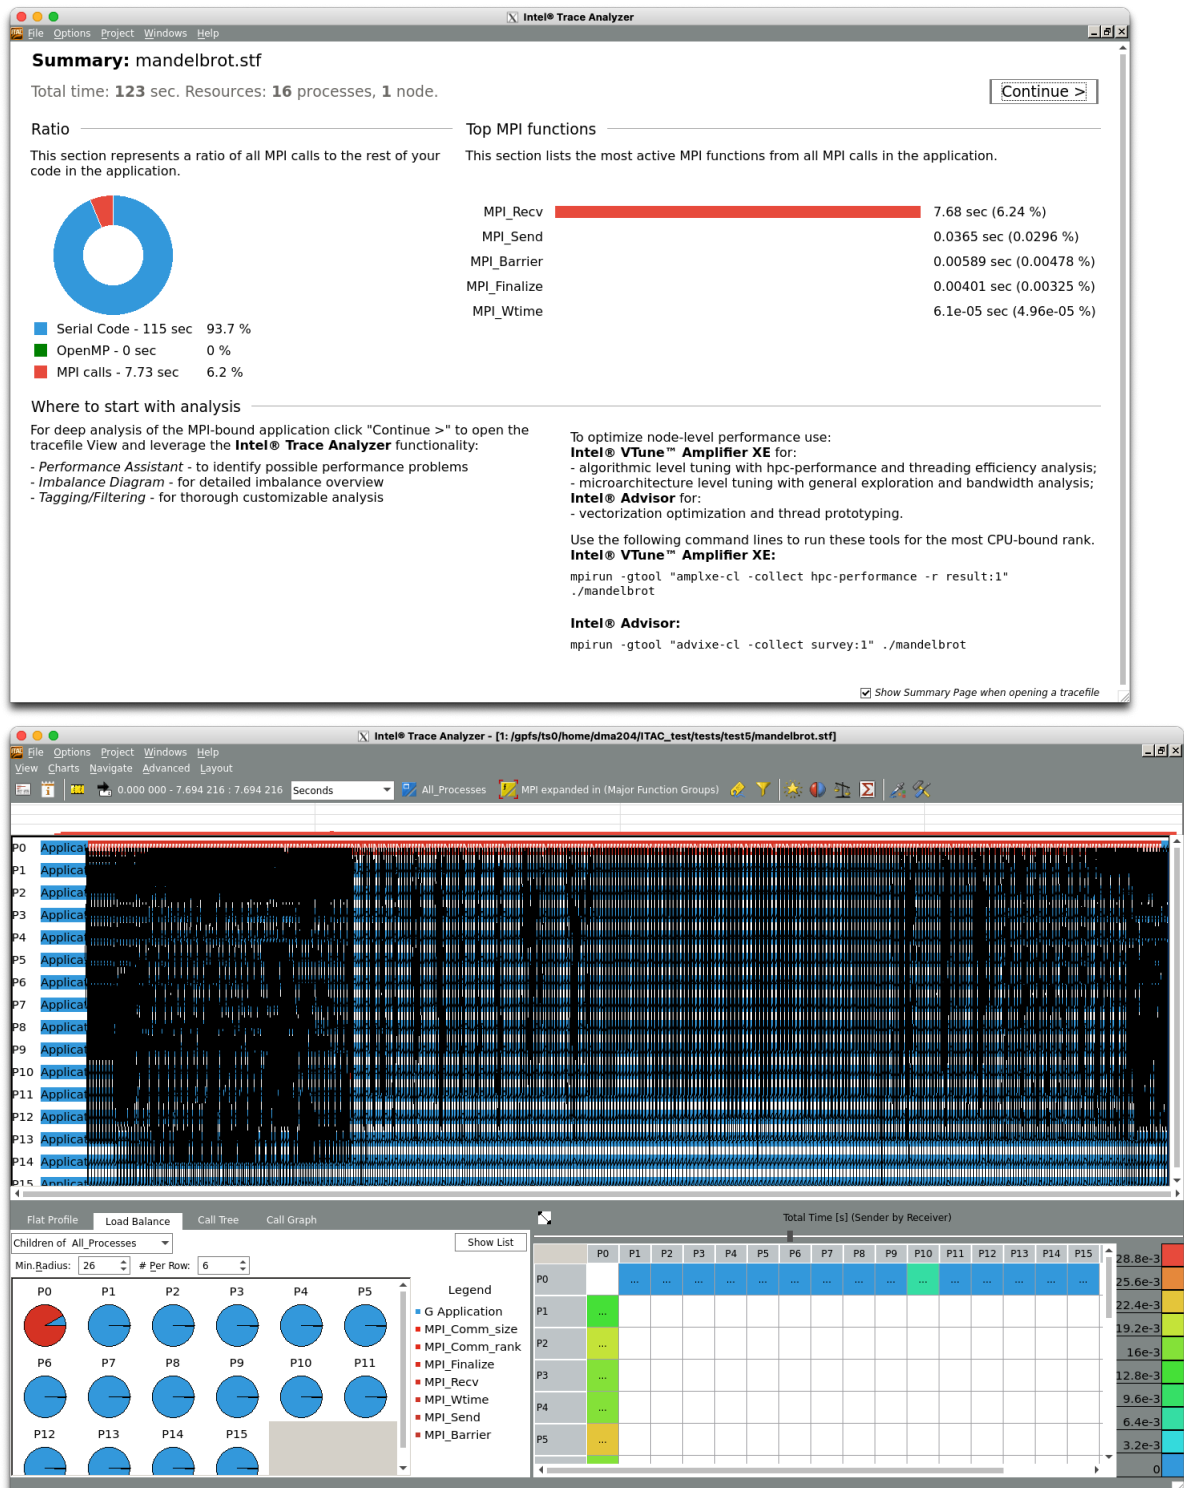 Intel® Trace Analyzer
File Options Project Windows Help
Summary: mandelbrot.stf
Total time: 123 sec. Resources: 16 processes, 1 node.
Continue >
Ratio
This section represents a ratio of all MPI calls to the rest of your
code in the application.
Serial Code - 115 sec 93.7 %
OpenMP - 0 sec 0 %
MPI calls - 7.73 sec 6.2 %
Top MPI functions
This section lists the most active MPI functions from all MPI calls in the application.
MPI_Recv 7.68 sec (6.24 %)
MPI_Send 0.0365 sec (0.0296 %)
MPI_Barrier 0.00589 sec (0.00478 %)
MPI_Finalize 0.00401 sec (0.00325 %)
MPI_Wtime 6.1e-05 sec (4.96e-05 %)
Where to start with analysis
For deep analysis of the MPI-bound application click "Continue >" to open the
tracefile View and leverage the Intel® Trace Analyzer functionality:
- Performance Assistant - to identify possible performance problems
- Imbalance Diagram - for detailed imbalance overview
- Tagging/Filtering - for thorough customizable analysis
To optimize node-level performance use:
Intel® VTune™ Amplifier XE for:
- algorithmic level tuning with hpc-performance and threading efficiency analysis;
- microarchitecture level tuning with general exploration and bandwidth analysis;
Intel® Advisor for:
- vectorization optimization and thread prototyping.
Use the following command lines to run these tools for the most CPU-bound rank.
Intel® VTune™ Amplifier XE:
mpirun -gtool "amplxe-cl -collect hpc-performance -r result:1"
./mandelbrot
Intel® Advisor:
mpirun -gtool "advixe-cl -collect survey:1" ./mandelbrot
Show Summary Page when opening a tracefile
Intel® Trace Analyzer - [1: /gpfs/ts0/home/dma204/ITAC_test/tests/test5/mandelbrot.stf]
File Options Project Windows Help
View Charts Navigate Advanced Layout
0.000 000 - 7.694 216 : 7.694 216 Seconds All_Processes MPI expanded in (Major Function Groups)
P0 Applica
P1 Applica
P2 Applica
P3 Applica
P4 Applica
P5 Applica
P6 Applica
P7 Applica
P8 Applica
P9 Applica
P10 Applica
P11 Applica
P12 Applica
P13 Applica
P14 Applica
P15 Applica
Flat Profile Load Balance Call Tree Call Graph
Children of All_Processes
Show List
Min.Radius: 26 # Per Row: 6
P0 P1 P2 P3 P4 P5
P6 P7 P8 P9 P10 P11
P12 P13 P14 P15
Legend
G Application
MPI_Comm_size
MPI_Comm_rank
MPI_Finalize
MPI_Recv
MPI_Wtime
MPI_Send
MPI_Barrier
Total Time [s] (Sender by Receiver)
P0 P1 P2 P3 P4 P5 P6 P7 P8 P9 P10 P11 P12 P13 P14 P15
P0 ... ... ... ... ... ... ... ... ... ... ... ... ... ... ...
P1 ...
P2 ...
P3 ...
P4 ...
P5 ...
28.8e-3
25.6e-3
22.4e-3
19.2e-3
16e-3
12.8e-3
9.6e-3
6.4e-3
3.2e-3
0